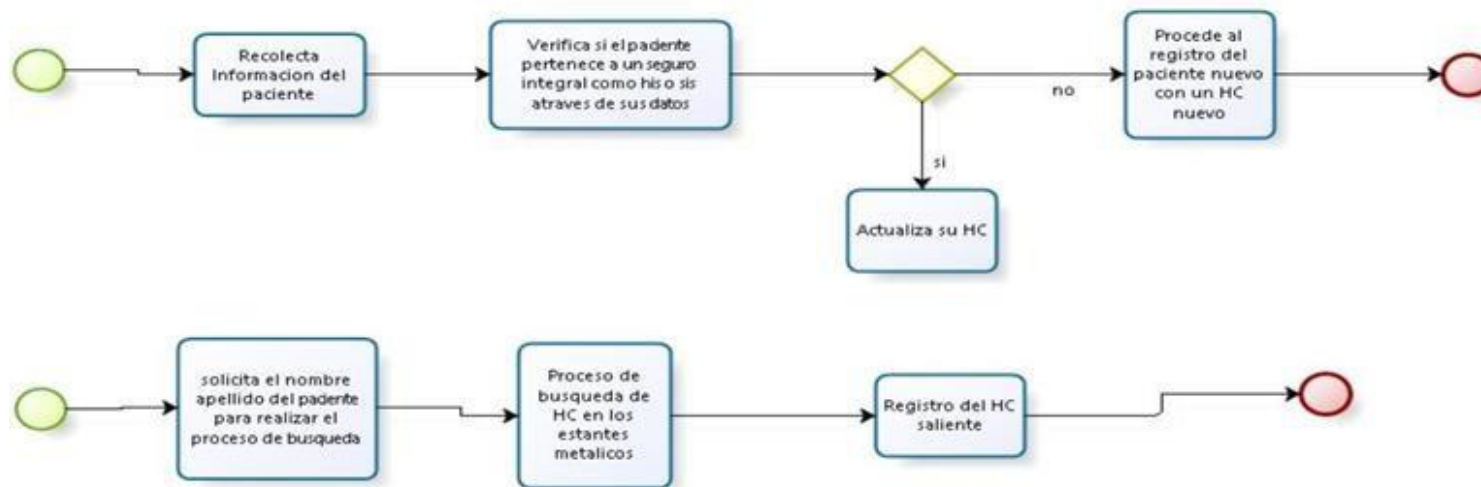 Recolecta
Informacion del
paciente
Verifica si el paciente
pertenece a un seguro
integral como his o sis
atraves de sus datos
no
si
Procede al
registro del
paciente nuevo
con un HC
nuevo
Actualiza su HC
solicita el nombre
apellido del paciente
para realizar el
proceso de busqueda
Proceso de
busqueda de
HC en los
estantes
metalicos
Registro del HC
saliente